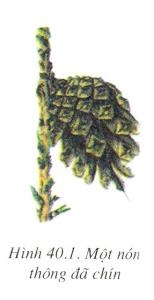 Hình 40.1. Một nón
thông đã chín